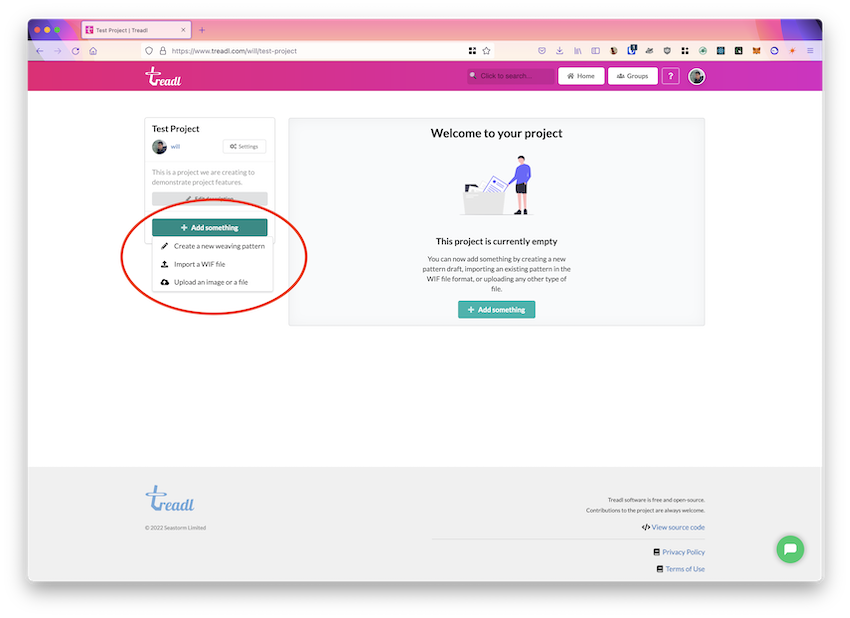 Test Project | Treadl
https://www.treadl.com/will/test-project
treadl
Click to search...
Home
Groups
?
Test Project
will
Settings
This is a project we are creating to
demonstrate project features.
Edit description
Add something
Create a new weaving pattern
Import a WIF file
Upload an image or a file
Welcome to your project
This project is currently empty
You can now add something by creating a new
pattern draft, importing an existing pattern in the
WIF file format, or uploading any other type of
file.
Add something
treadl
© 2022 Seastorm Limited
Treadl software is free and open-source.
Contributions to the project are always welcome.
</> View source code
Privacy Policy
Terms of Use